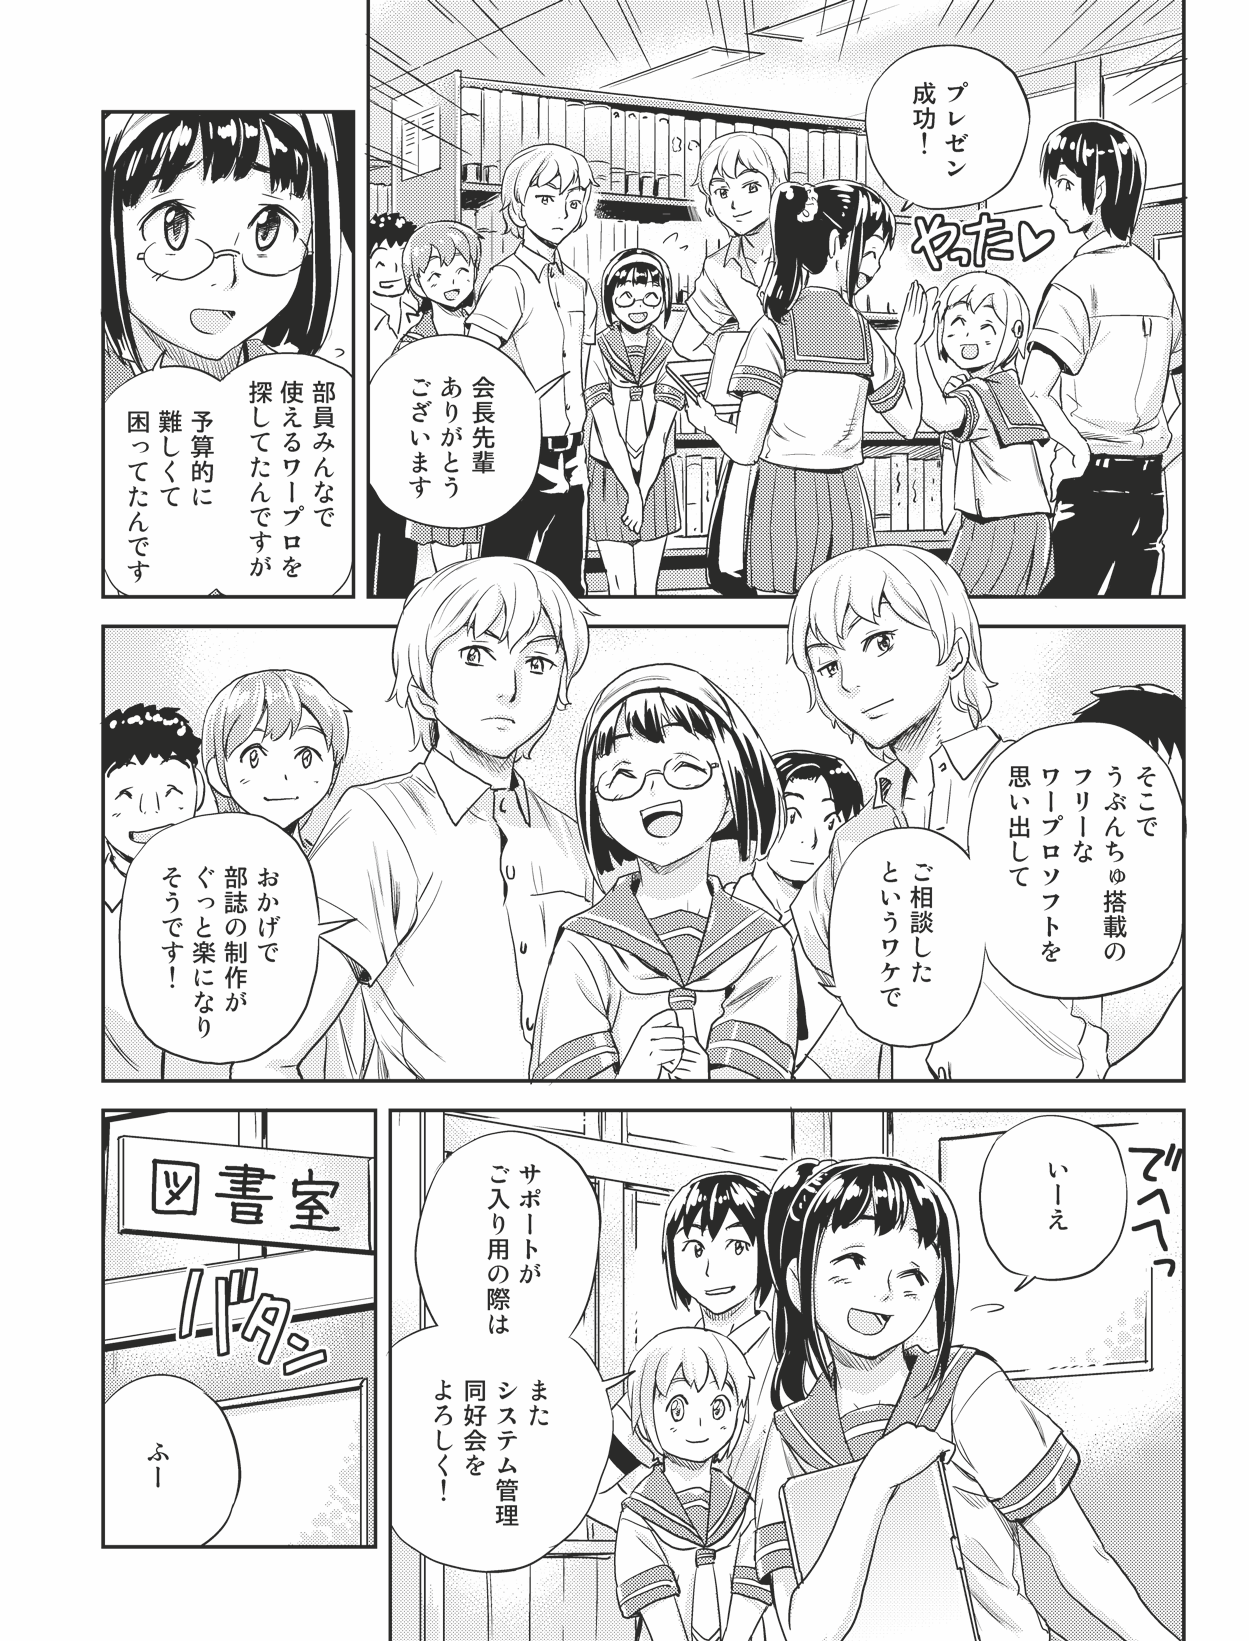 プレゼン
成功!
やった♡
会長先輩
ありがとう
ございます
部員みんなで
使えるワープロを
探してたんですが
予算的に
難しくて
困ってたんです
そこで
うぶんちゅ搭載の
フリーな
ワープロソフトを
思い出して
ご相談した
というワケで
おかげで
部誌の制作が
ぐっと楽になり
そうです!
いーえ
でへへっ
サポートが
ご入り用の際は
また
システム管理
同好会を
よろしく!
図書室
バタン
ふー